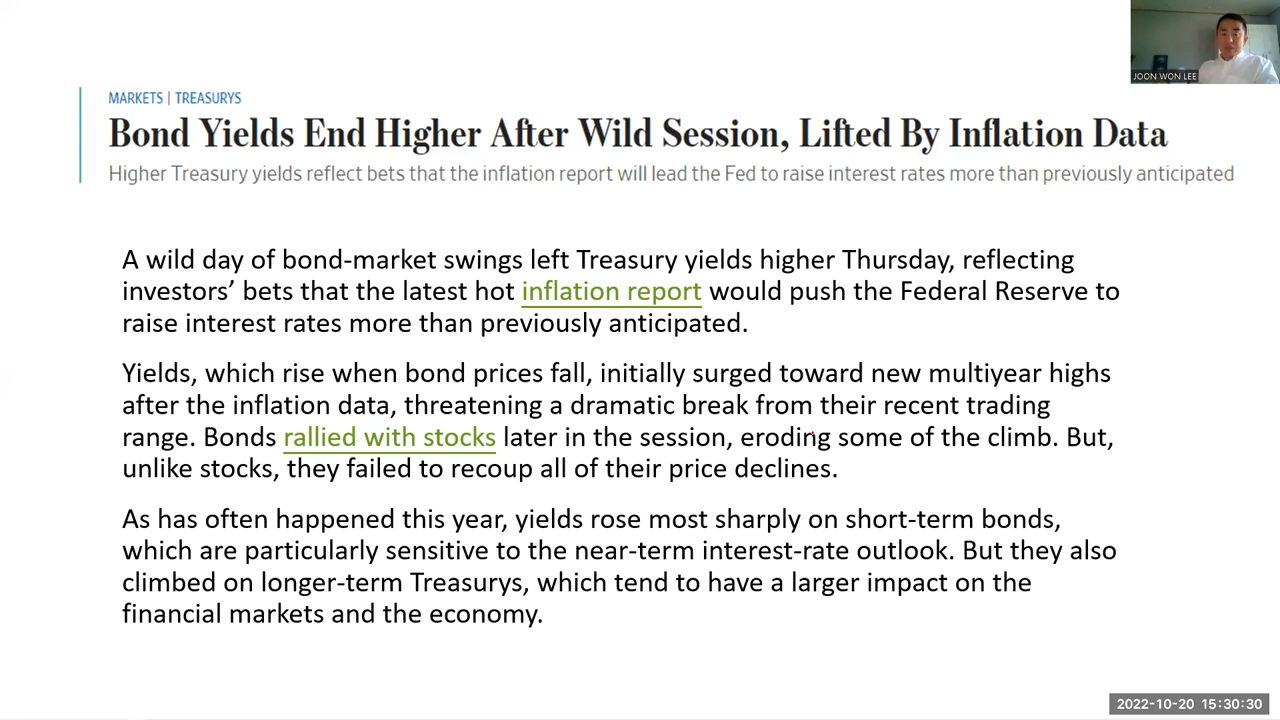 JOON WON LEE
MARKETS | TREASURYS
Bond Yields End Higher After Wild Session, Lifted By Inflation Data
Higher Treasury yields reflect bets that the inflation report will lead the Fed to raise interest rates more than previously anticipated
A wild day of bond-market swings left Treasury yields higher Thursday, reflecting
investors’ bets that the latest hot inflation report would push the Federal Reserve to
raise interest rates more than previously anticipated.
Yields, which rise when bond prices fall, initially surged toward new multiyear highs
after the inflation data, threatening a dramatic break from their recent trading
range. Bonds rallied with stocks later in the session, eroding some of the climb. But,
unlike stocks, they failed to recoup all of their price declines.
As has often happened this year, yields rose most sharply on short-term bonds,
which are particularly sensitive to the near-term interest-rate outlook. But they also
climbed on longer-term Treasurys, which tend to have a larger impact on the
financial markets and the economy.
2022-10-20 15:30:30